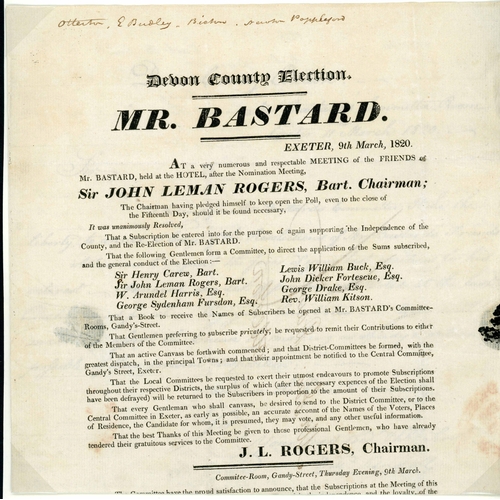 Otterton, E Budley, Bicton,
Devon County Election.
MR. BASTARD.
EXETER, 9th March, 1820.
AT a very numerous and respectable MEETING of the FRIENDS of
Mr. BASTARD, held at the HOTEL, after the Nomination Meeting,
Sir JOHN LEMAN ROGERS, Bart. Chairman;
The Chairman having pledged himself to keep open the Poll, even to the close of
the Fifteenth Day, should it be found necessary,
It was unanimously Resolved,
That a Subscription be entered into for the purpose of again supporting the Independence of the
County, and the Re-Election of Mr. BASTARD.
That the following Gentlemen form a Committee, to direct the application of the Sums subscribed,
and the general conduct of the Election:—
Sir Henry Carew, Bart.
Sir John Leman Rogers, Bart.
W. Arundel Harris, Esq.
George Sydenham Fursdon, Esq.
Lewis William Buck, Esq.
John Dicker Fortescue, Esq.
George Drake, Esq.
Rev. William Kitson.
That a Book to receive the Names of Subscribers be opened at Mr. BASTARD's Committee-
Rooms, Gandy's-Street.
That Gentlemen preferring to subscribe privately, be requested to remit their Contributions to either
of the Members of the Committee.
That an active Canvass be forthwith commenced; and that District-Committees be formed, with the
greatest dispatch, in the principal Towns; and that their appointment be notified to the Central Committee,
Gandy's Street, Exeter.
That the Local Committees be requested to exert their utmost endeavours to promote Subscriptions
throughout their respective Districts, the surplus of which (after the necessary expences of the Election shall
have been defrayed) will be returned to the Subscribers in proportion to the amount of their Subscriptions.
That every Gentleman who shall canvass, be desired to send to the District Committee, or to the
Central Committee in Exeter, as early as possible, an accurate account of the Names of the Voters, Places
of Residence, the Candidate for whom, it is presumed, they may vote, and any other useful information.
That the best Thanks of this Meeting be given to those professional Gentlemen, who have already
tendered their gratuitous services to the Committee.
J. L. ROGERS, Chairman.
Committee-Room, Gandy-Street, Thursday Evening, 9th March.
Committee have the proud satisfaction to announce, that the Subscriptions at the Meeting of this